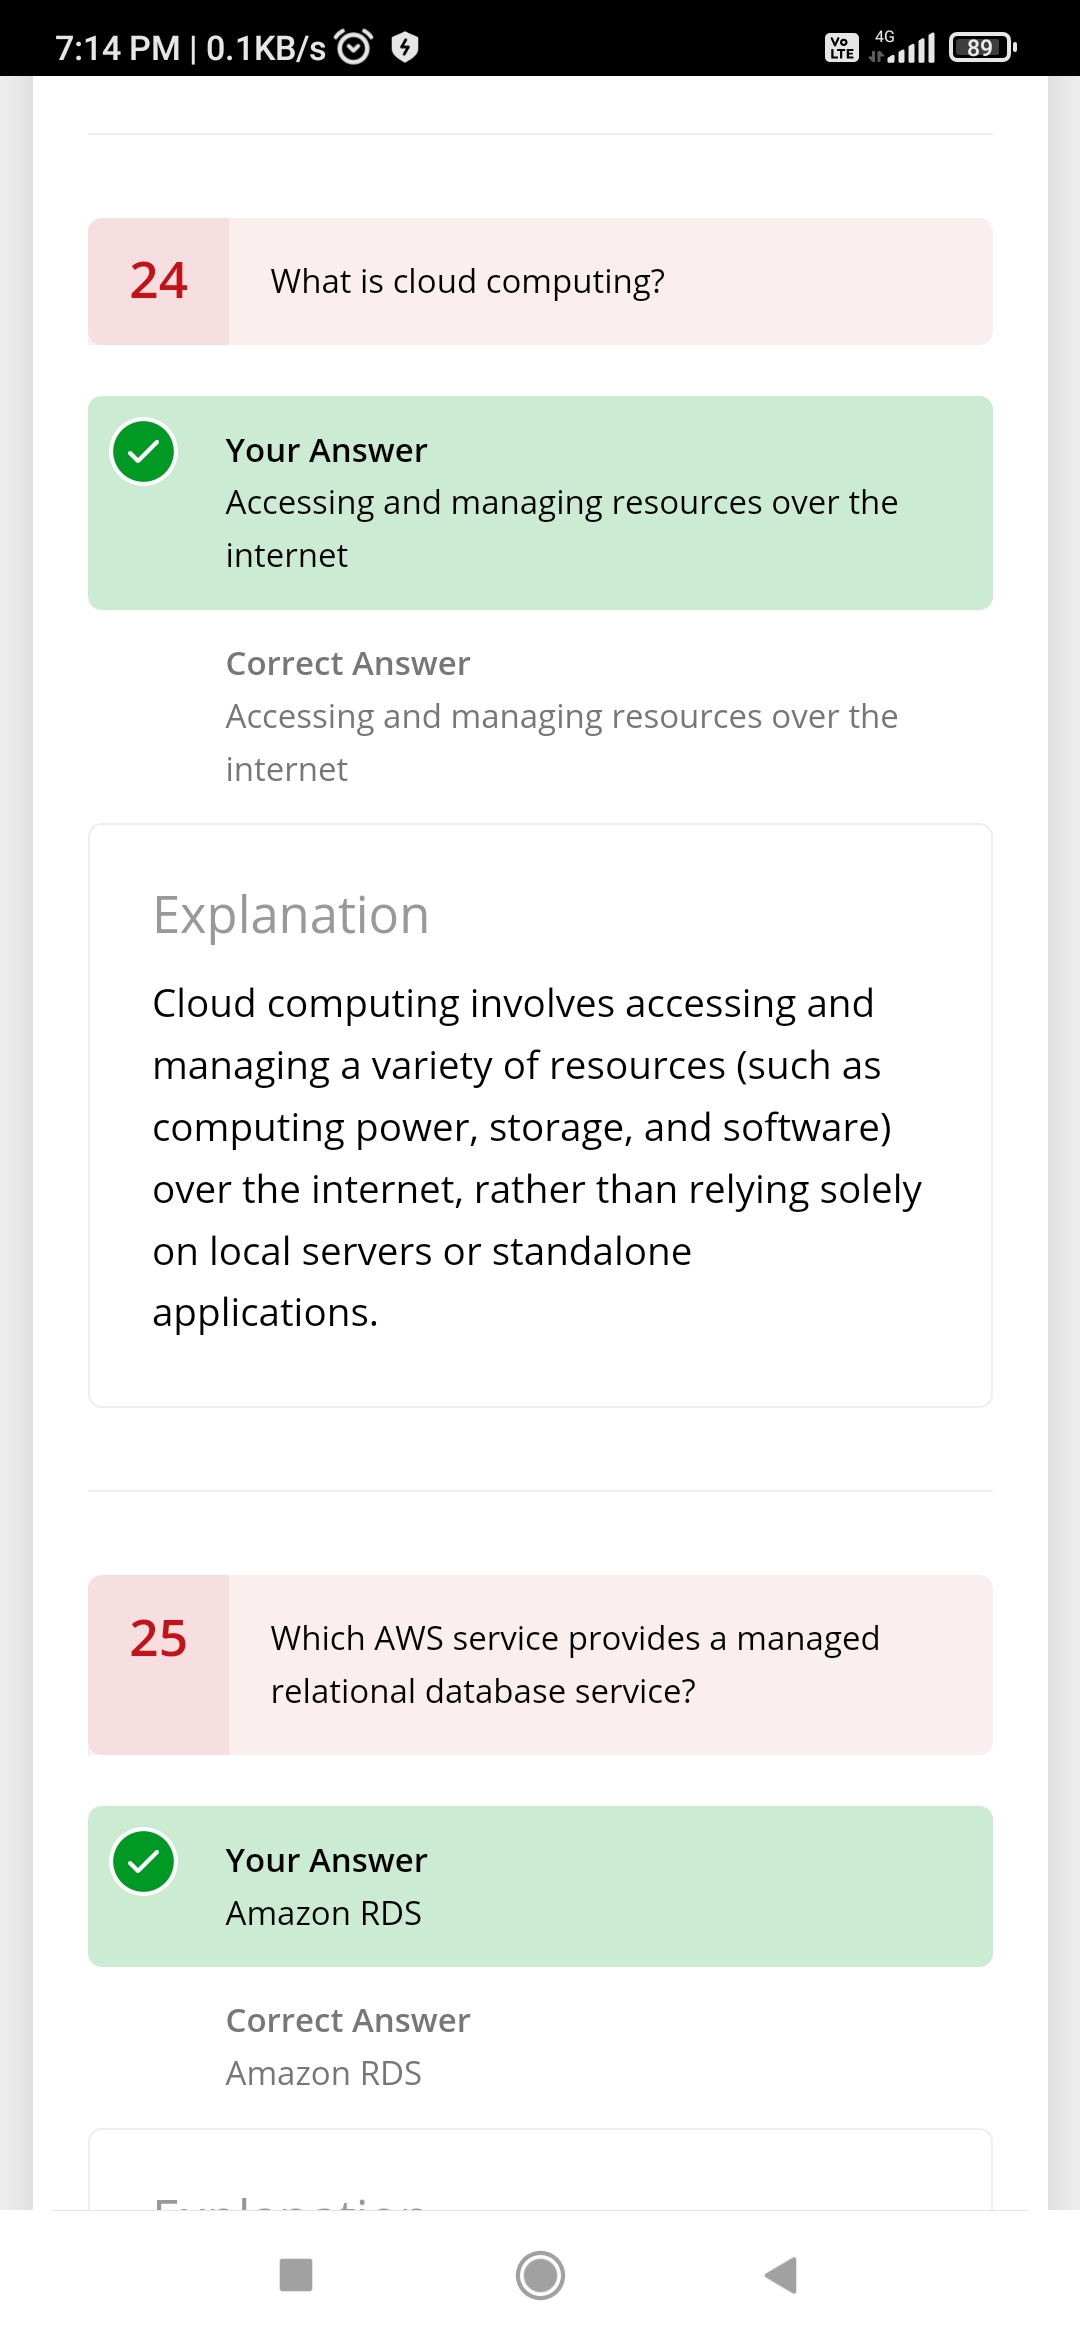 7:14 PM | 0.1KB/s
Vo
LTE
4G
89
24
What is cloud computing?
Your Answer
Accessing and managing resources over the
internet
Correct Answer
Accessing and managing resources over the
internet
Explanation
Cloud computing involves accessing and
managing a variety of resources (such as
computing power, storage, and software)
over the internet, rather than relying solely
on local servers or standalone
applications.
25
Which AWS service provides a managed
relational database service?
Your Answer
Amazon RDS
Correct Answer
Amazon RDS
Explanation